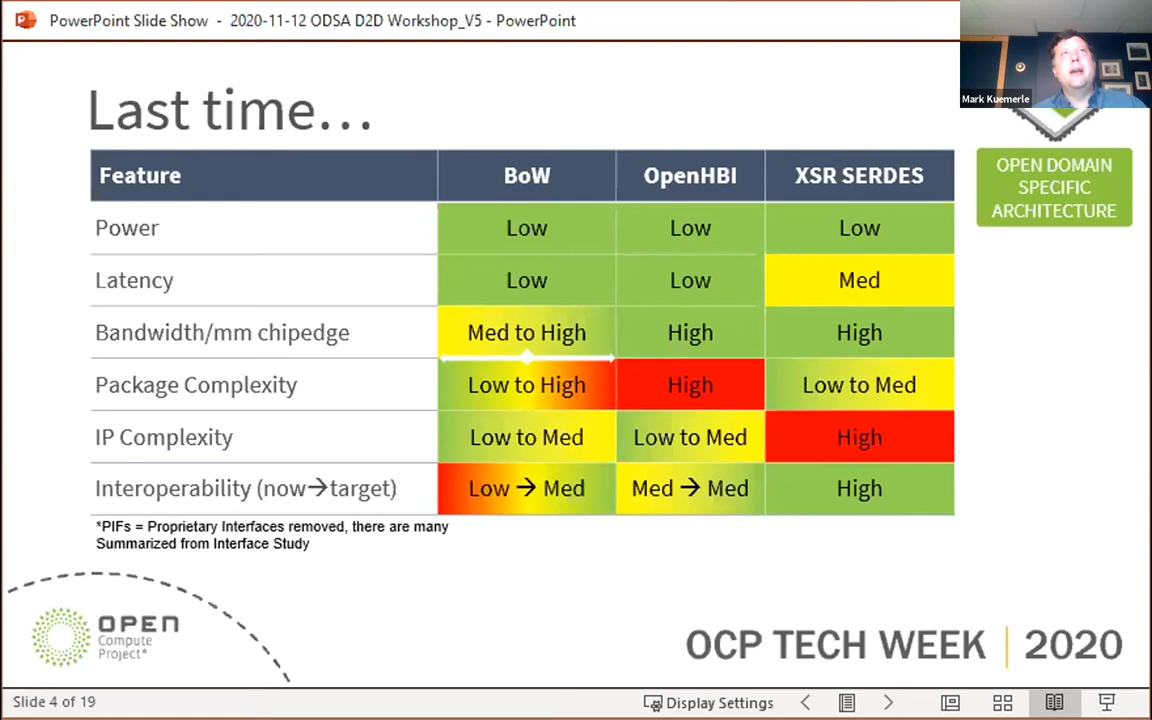 PowerPoint Slide Show - 2020-11-12 ODSA D2D Workshop_V5 - PowerPoint
Mark Kuemerle
Last time...
OPEN DOMAIN
SPECIFIC
ARCHITECTURE
Feature BoW OpenHBI XSR SERDES
Power Low Low Low
Latency Low Low Med
Bandwidth/mm chipedge Med to High High High
Package Complexity Low to High High Low to Med
IP Complexity Low to Med Low to Med High
Interoperability (now→target) Low → Med Med → Med High
*PIFs = Proprietary Interfaces removed, there are many
Summarized from Interface Study
OPEN
Compute
Project*
OCP TECH WEEK | 2020
Slide 4 of 19
Display Settings